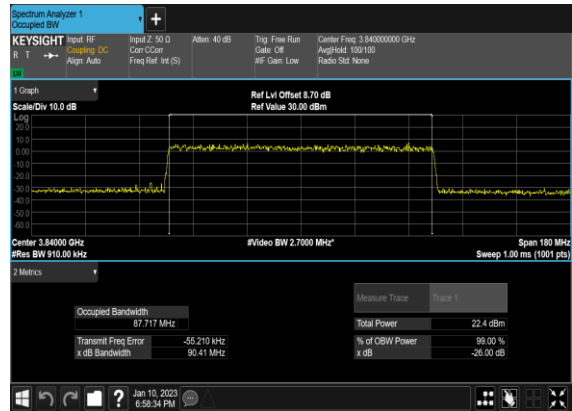 Spectrum Analyzer 1
Occupied BW
+
KEYSIGHT Input: RF Input Z: 50 Ω Atten: 40 dB Trig: Free Run Center Freq: 3.840000000 GHz
R T Coupling: DC Corr CCorr Gate: Off Avg|Hold: 100/100
Align: Auto Freq Ref: Int (S) #IF Gain: Low Radio Std: None
LW
1 Graph Ref Lvl Offset 8.70 dB
Scale/Div 10.0 dB Ref Value 30.00 dBm
Log
20.0
10.0
0.00
-10.0
-20.0
-30.0
-40.0
-50.0
-60.0
Center 3.84000 GHz #Video BW 2.7000 MHz* Span 180 MHz
#Res BW 910.00 kHz Sweep 1.00 ms (1001 pts)
2 Metrics
Measure Trace Trace 1
Occupied Bandwidth
87.717 MHz Total Power 22.4 dBm
Transmit Freq Error -55.210 kHz % of OBW Power 99.00 %
x dB Bandwidth 90.41 MHz x dB -26.00 dB
? Jan 10, 2023
6:58:34 PM